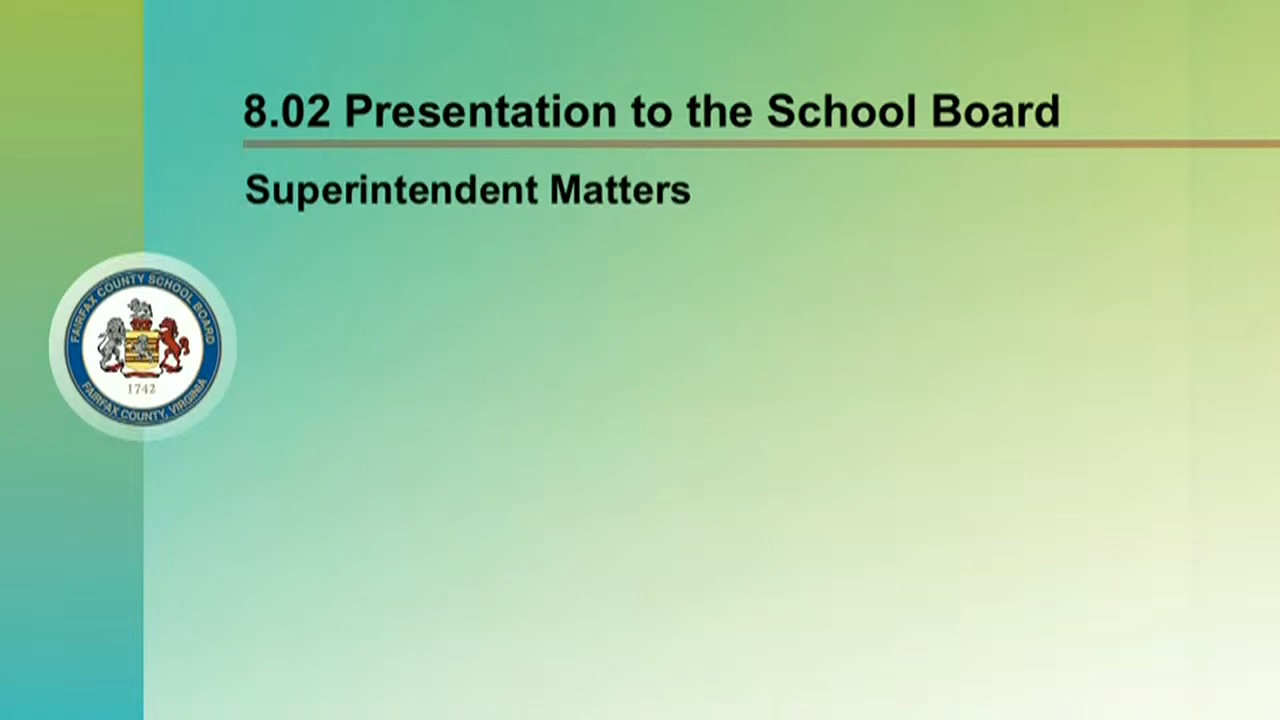 8.02 Presentation to the School Board
Superintendent Matters
FAIRFAX COUNTY SCHOOL BOARD
1742
FAIRFAX COUNTY, VIRGINIA